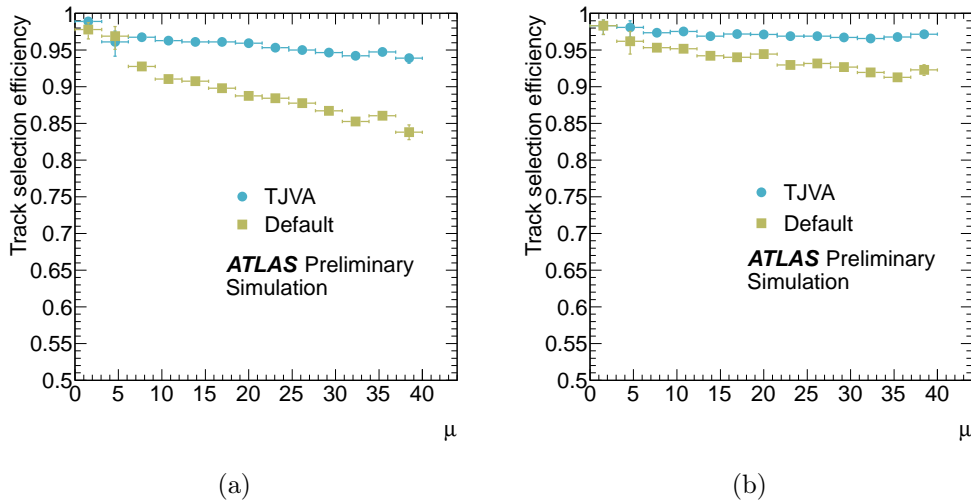 Track selection efficiency
1
0.95
0.9
0.85
0.8
0.75
0.7
0.65
0.6
0.55
0.5
TJVA
Default
ATLAS Preliminary
Simulation
0 5 10 15 20 25 30 35 40
μ
(a)
Track selection efficiency
1
0.95
0.9
0.85
0.8
0.75
0.7
0.65
0.6
0.55
0.5
TJVA
Default
ATLAS Preliminary
Simulation
0 5 10 15 20 25 30 35 40
μ
(b)